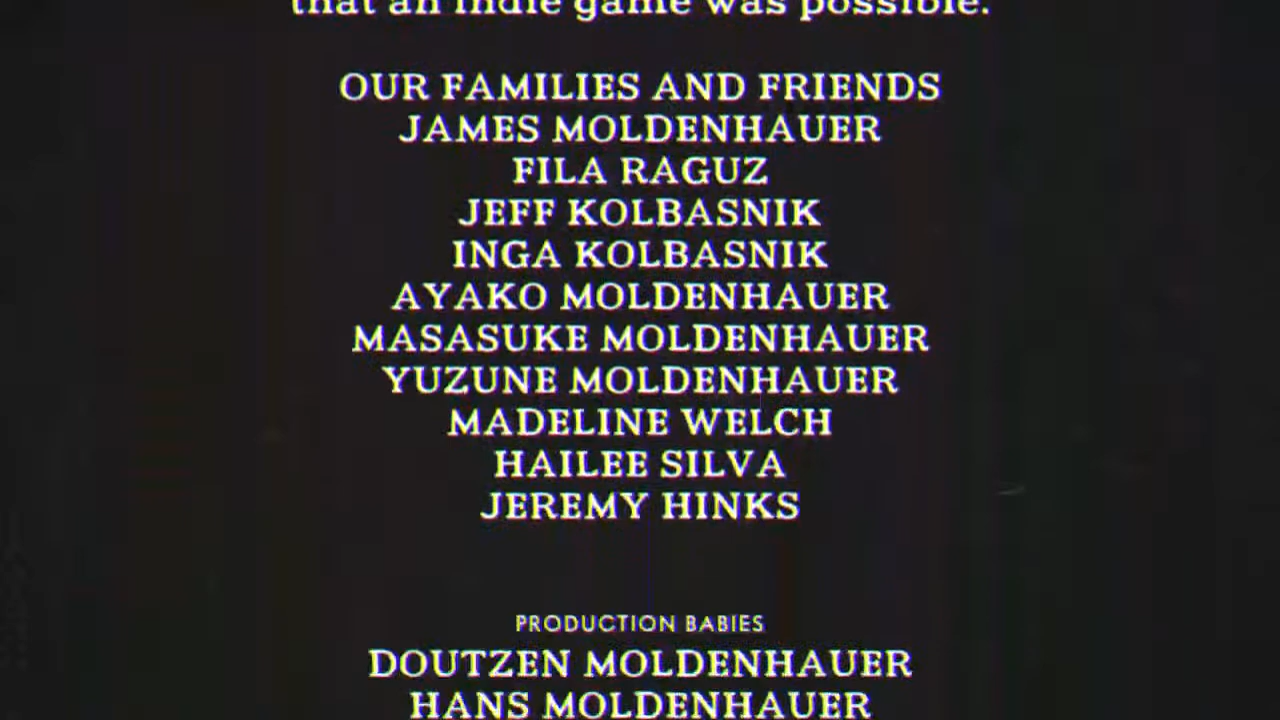 that an indie game was possible.
OUR FAMILIES AND FRIENDS
JAMES MOLDENHAUER
FILA RAGUZ
JEFF KOLBASNIK
INGA KOLBASNIK
AYAKO MOLDENHAUER
MASASUKE MOLDENHAUER
YUZUNE MOLDENHAUER
MADELINE WELCH
HAILEE SILVA
JEREMY HINKS
PRODUCTION BABIES
DOUTZEN MOLDENHAUER
HANS MOLDENHAUER